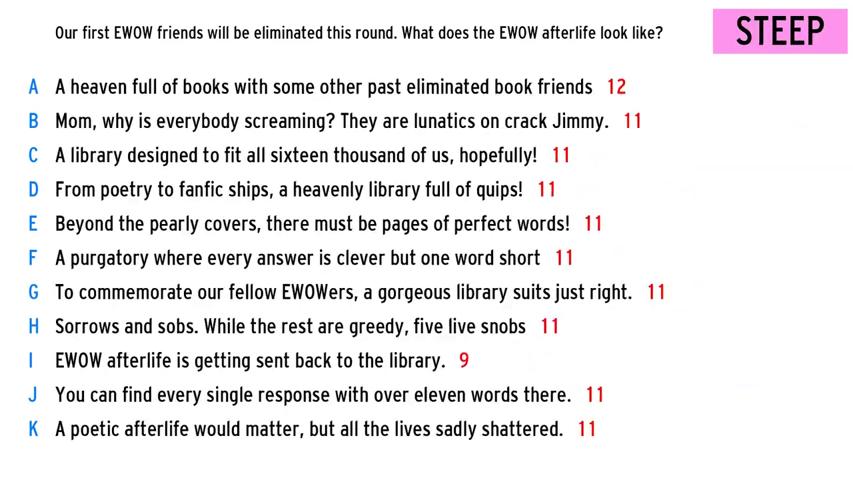 Our first EWOW friends will be eliminated this round. What does the EWOW afterlife look like?
STEEP
A A heaven full of books with some other past eliminated book friends 12
B Mom, why is everybody screaming? They are lunatics on crack Jimmy. 11
C A library designed to fit all sixteen thousand of us, hopefully! 11
D From poetry to fanfic ships, a heavenly library full of quips! 11
E Beyond the pearly covers, there must be pages of perfect words! 11
F A purgatory where every answer is clever but one word short 11
G To commemorate our fellow EWOWers, a gorgeous library suits just right. 11
H Sorrows and sobs. While the rest are greedy, five live snobs 11
I EWOW afterlife is getting sent back to the library. 9
J You can find every single response with over eleven words there. 11
K A poetic afterlife would matter, but all the lives sadly shattered. 11